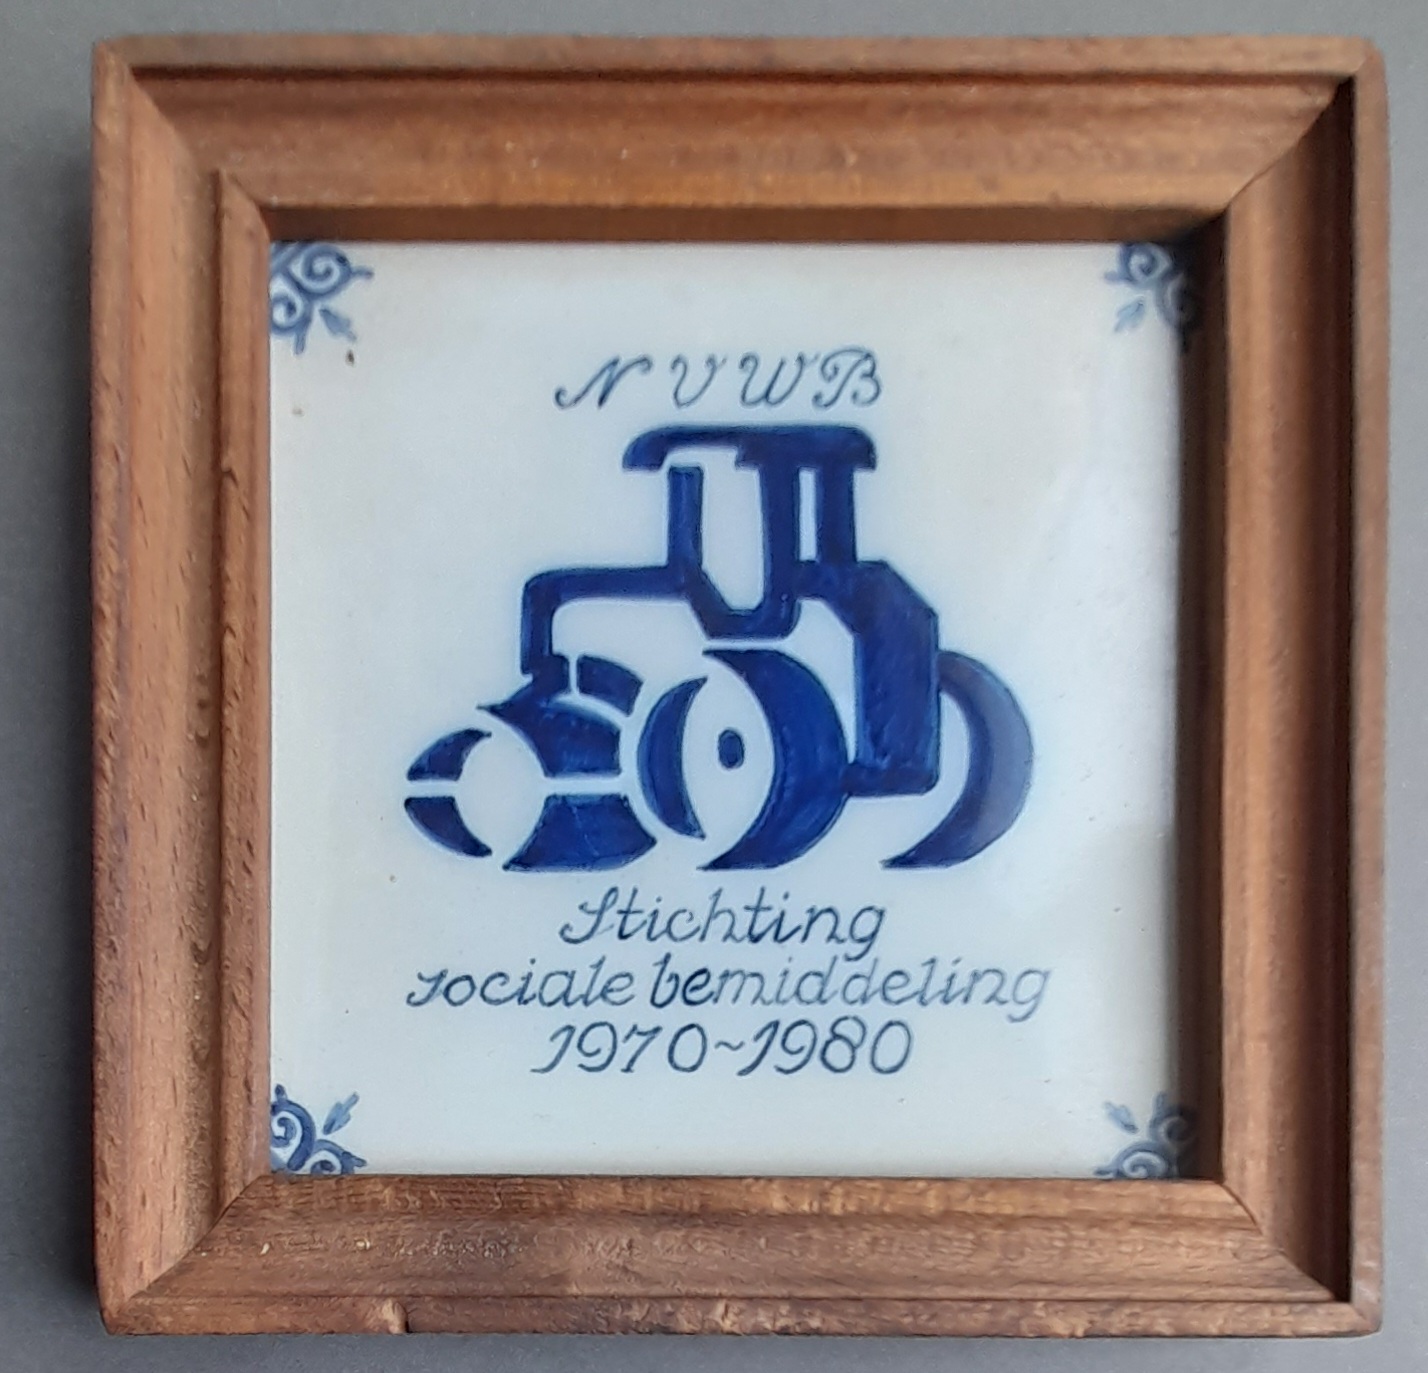 NVWB
Stichting
sociale bemiddeling
1970~1980